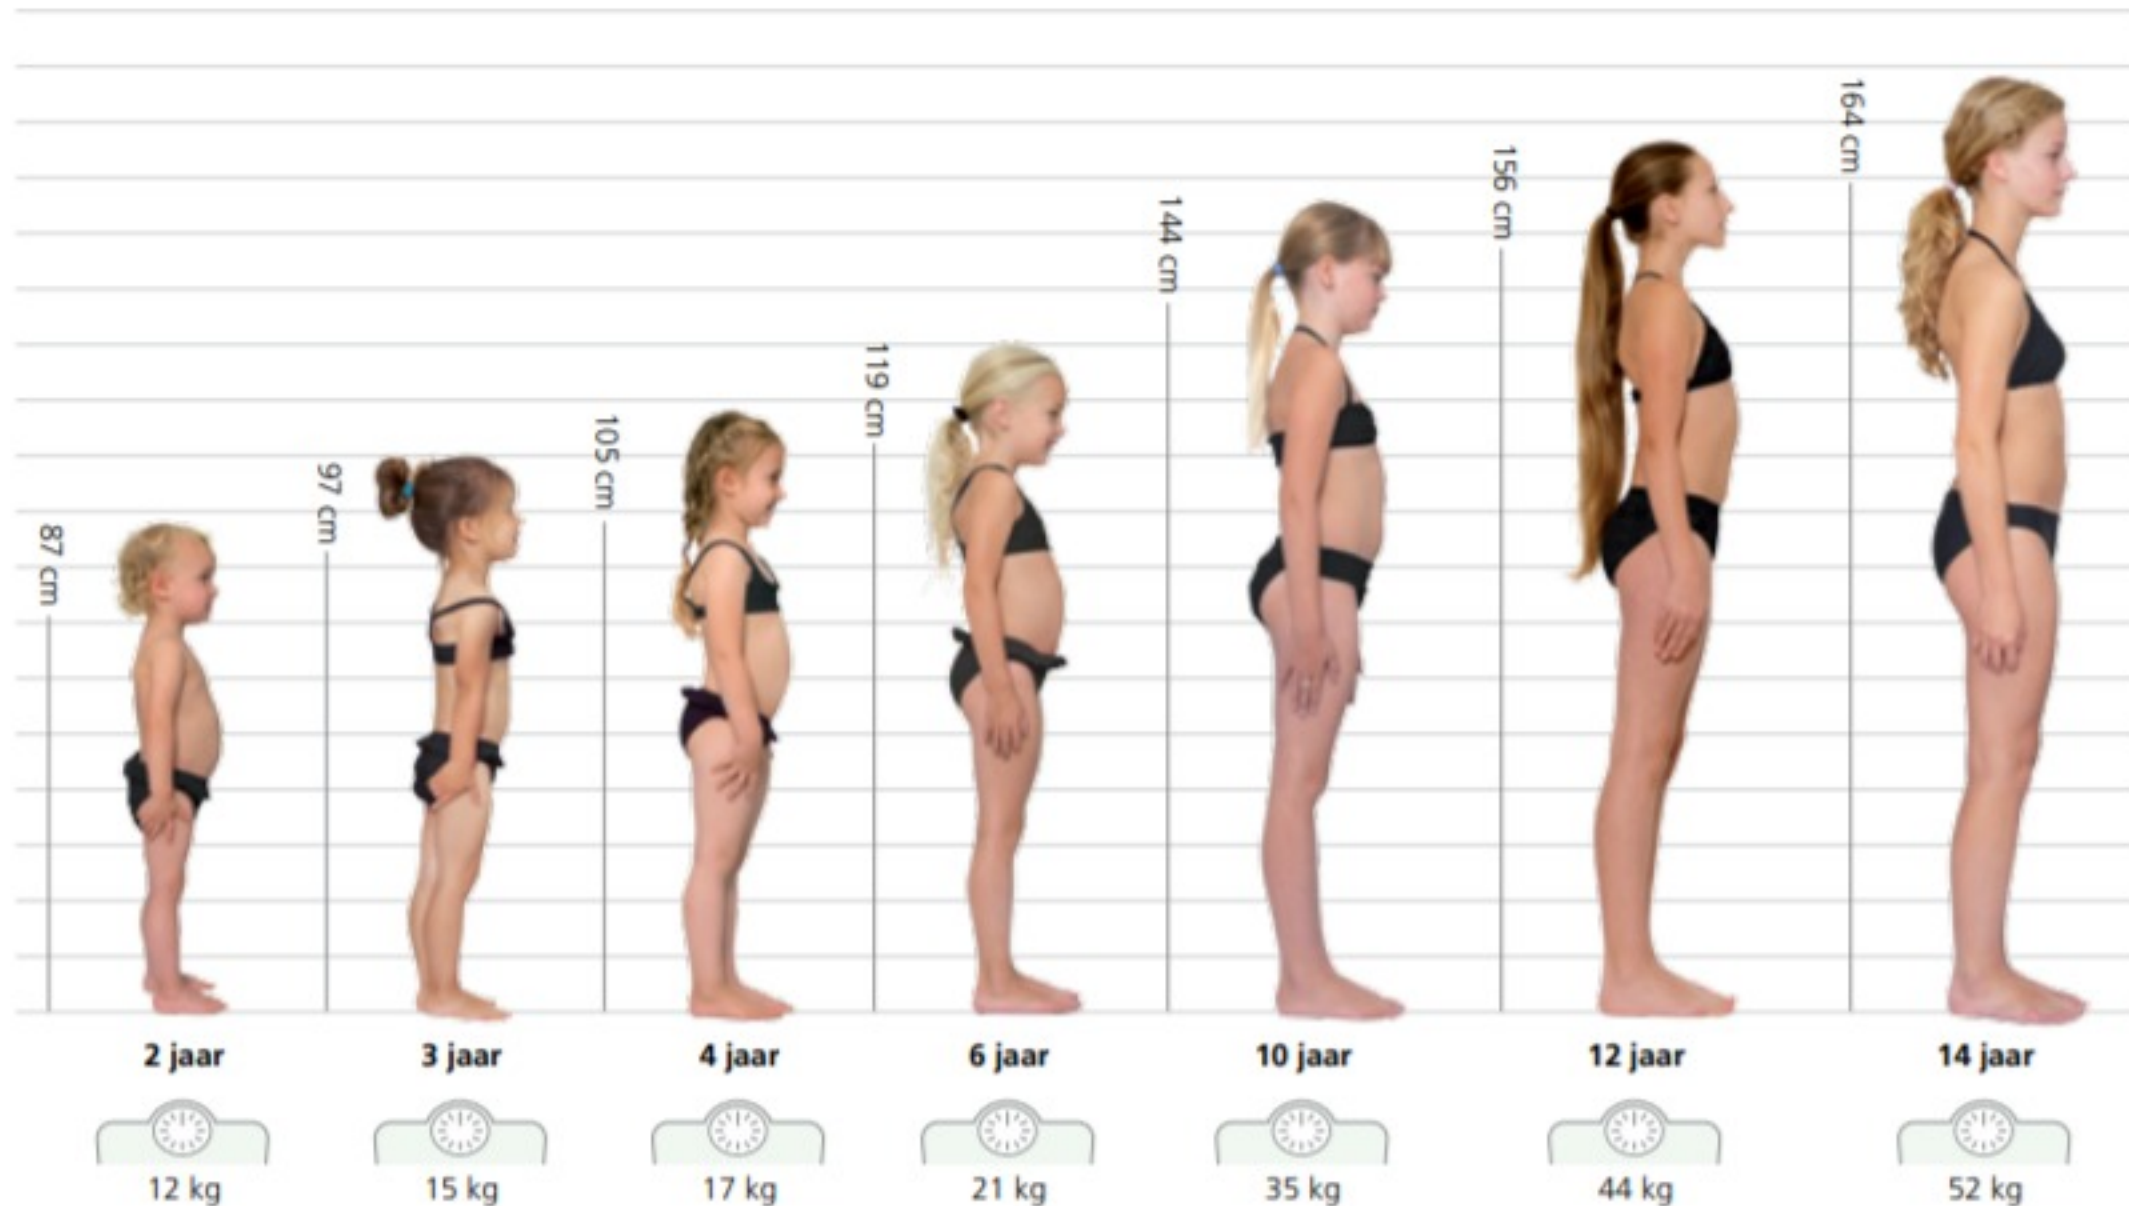 87 cm
97 cm
105 cm
119 cm
144 cm
156 cm
164 cm
2 jaar
3 jaar
4 jaar
6 jaar
10 jaar
12 jaar
14 jaar
12 kg
15 kg
17 kg
21 kg
35 kg
44 kg
52 kg